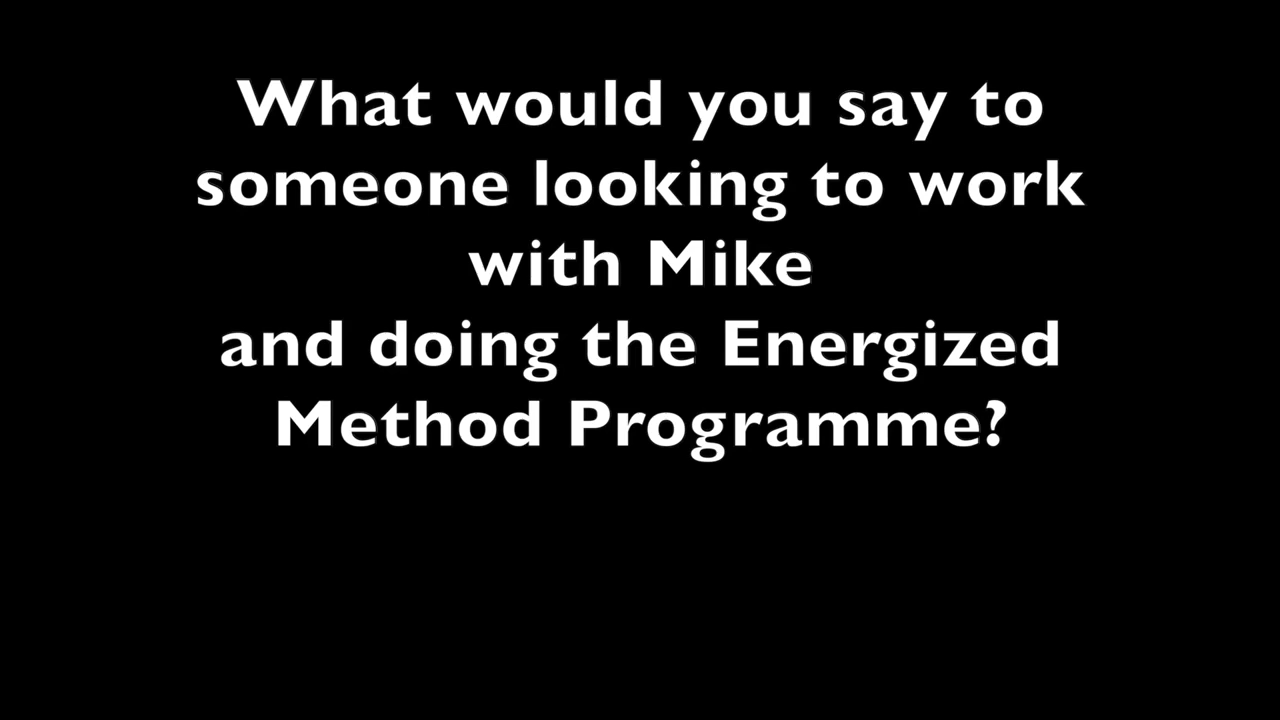 What would you say to
someone looking to work
with Mike
and doing the Energized
Method Programme?